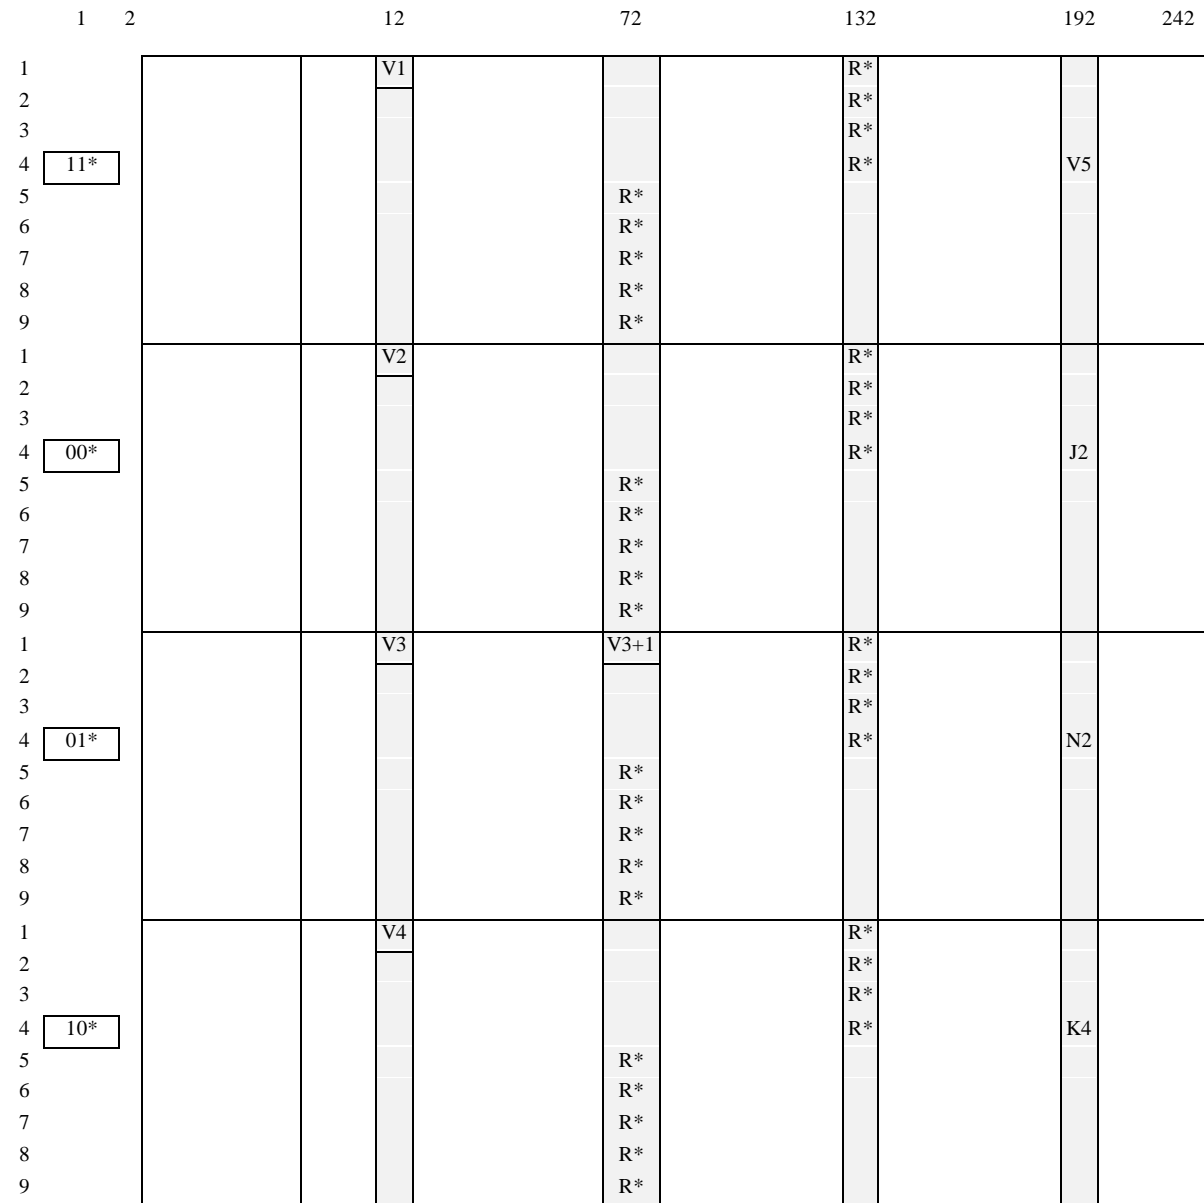 1 2 12 72 132 192 242
1 V1 R*
2 R*
3 R*
4 11* R* V5
5 R*
6 R*
7 R*
8 R*
9 R*
1 V2 R*
2 R*
3 R*
4 00* R* J2
5 R*
6 R*
7 R*
8 R*
9 R*
1 V3 V3+1 R*
2 R*
3 R*
4 01* R* N2
5 R*
6 R*
7 R*
8 R*
9 R*
1 V4 R*
2 R*
3 R*
4 10* R* K4
5 R*
6 R*
7 R*
8 R*
9 R*